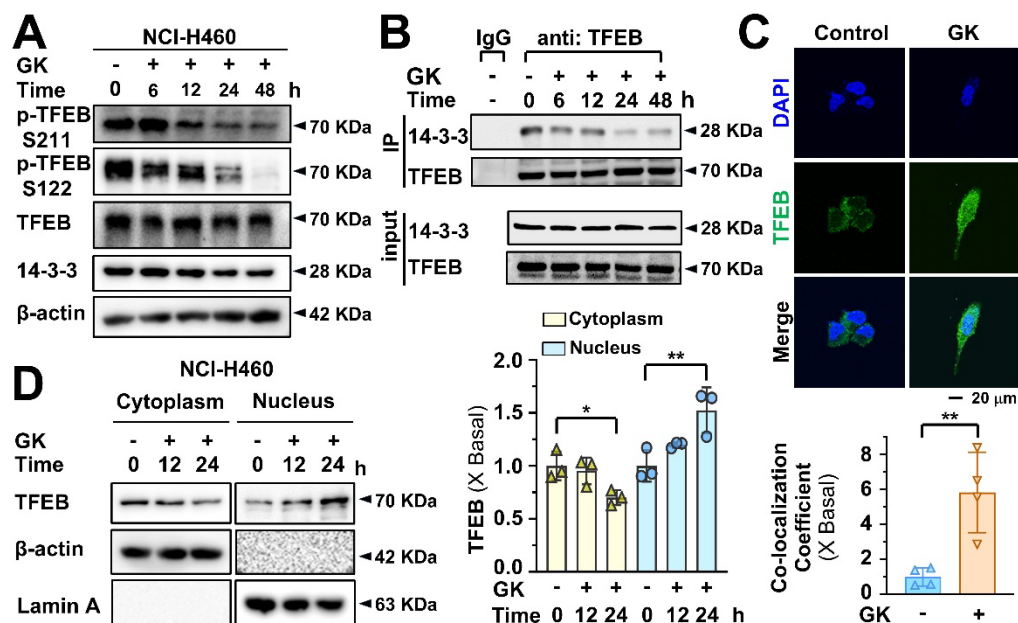 A
NCI-H460
GK - + + + +
Time 0 6 12 24 48 h
p-TFEB
S211
70 KDa
p-TFEB
S122
70 KDa
TFEB
70 KDa
14-3-3
28 KDa
β-actin
42 KDa
B
IgG anti: TFEB
GK - - + + + +
Time - 0 6 12 24 48 h
IP
14-3-3
28 KDa
TFEB
70 KDa
input
14-3-3
28 KDa
TFEB
70 KDa
C
Control GK
DAPI
TFEB
Merge
20 μm
Co-localization
Coefficient
(X Basal)
8
6
4
2
0
**
GK - +
D
NCI-H460
Cytoplasm Nucleus
GK - + + - + +
Time 0 12 24 0 12 24 h
TFEB
70 KDa
β-actin
42 KDa
Lamin A
63 KDa
Cytoplasm
Nucleus
TFEB (X Basal)
2.0
1.5
1.0
0.5
0.0
*
**
GK - + + - + +
Time 0 12 24 0 12 24 h